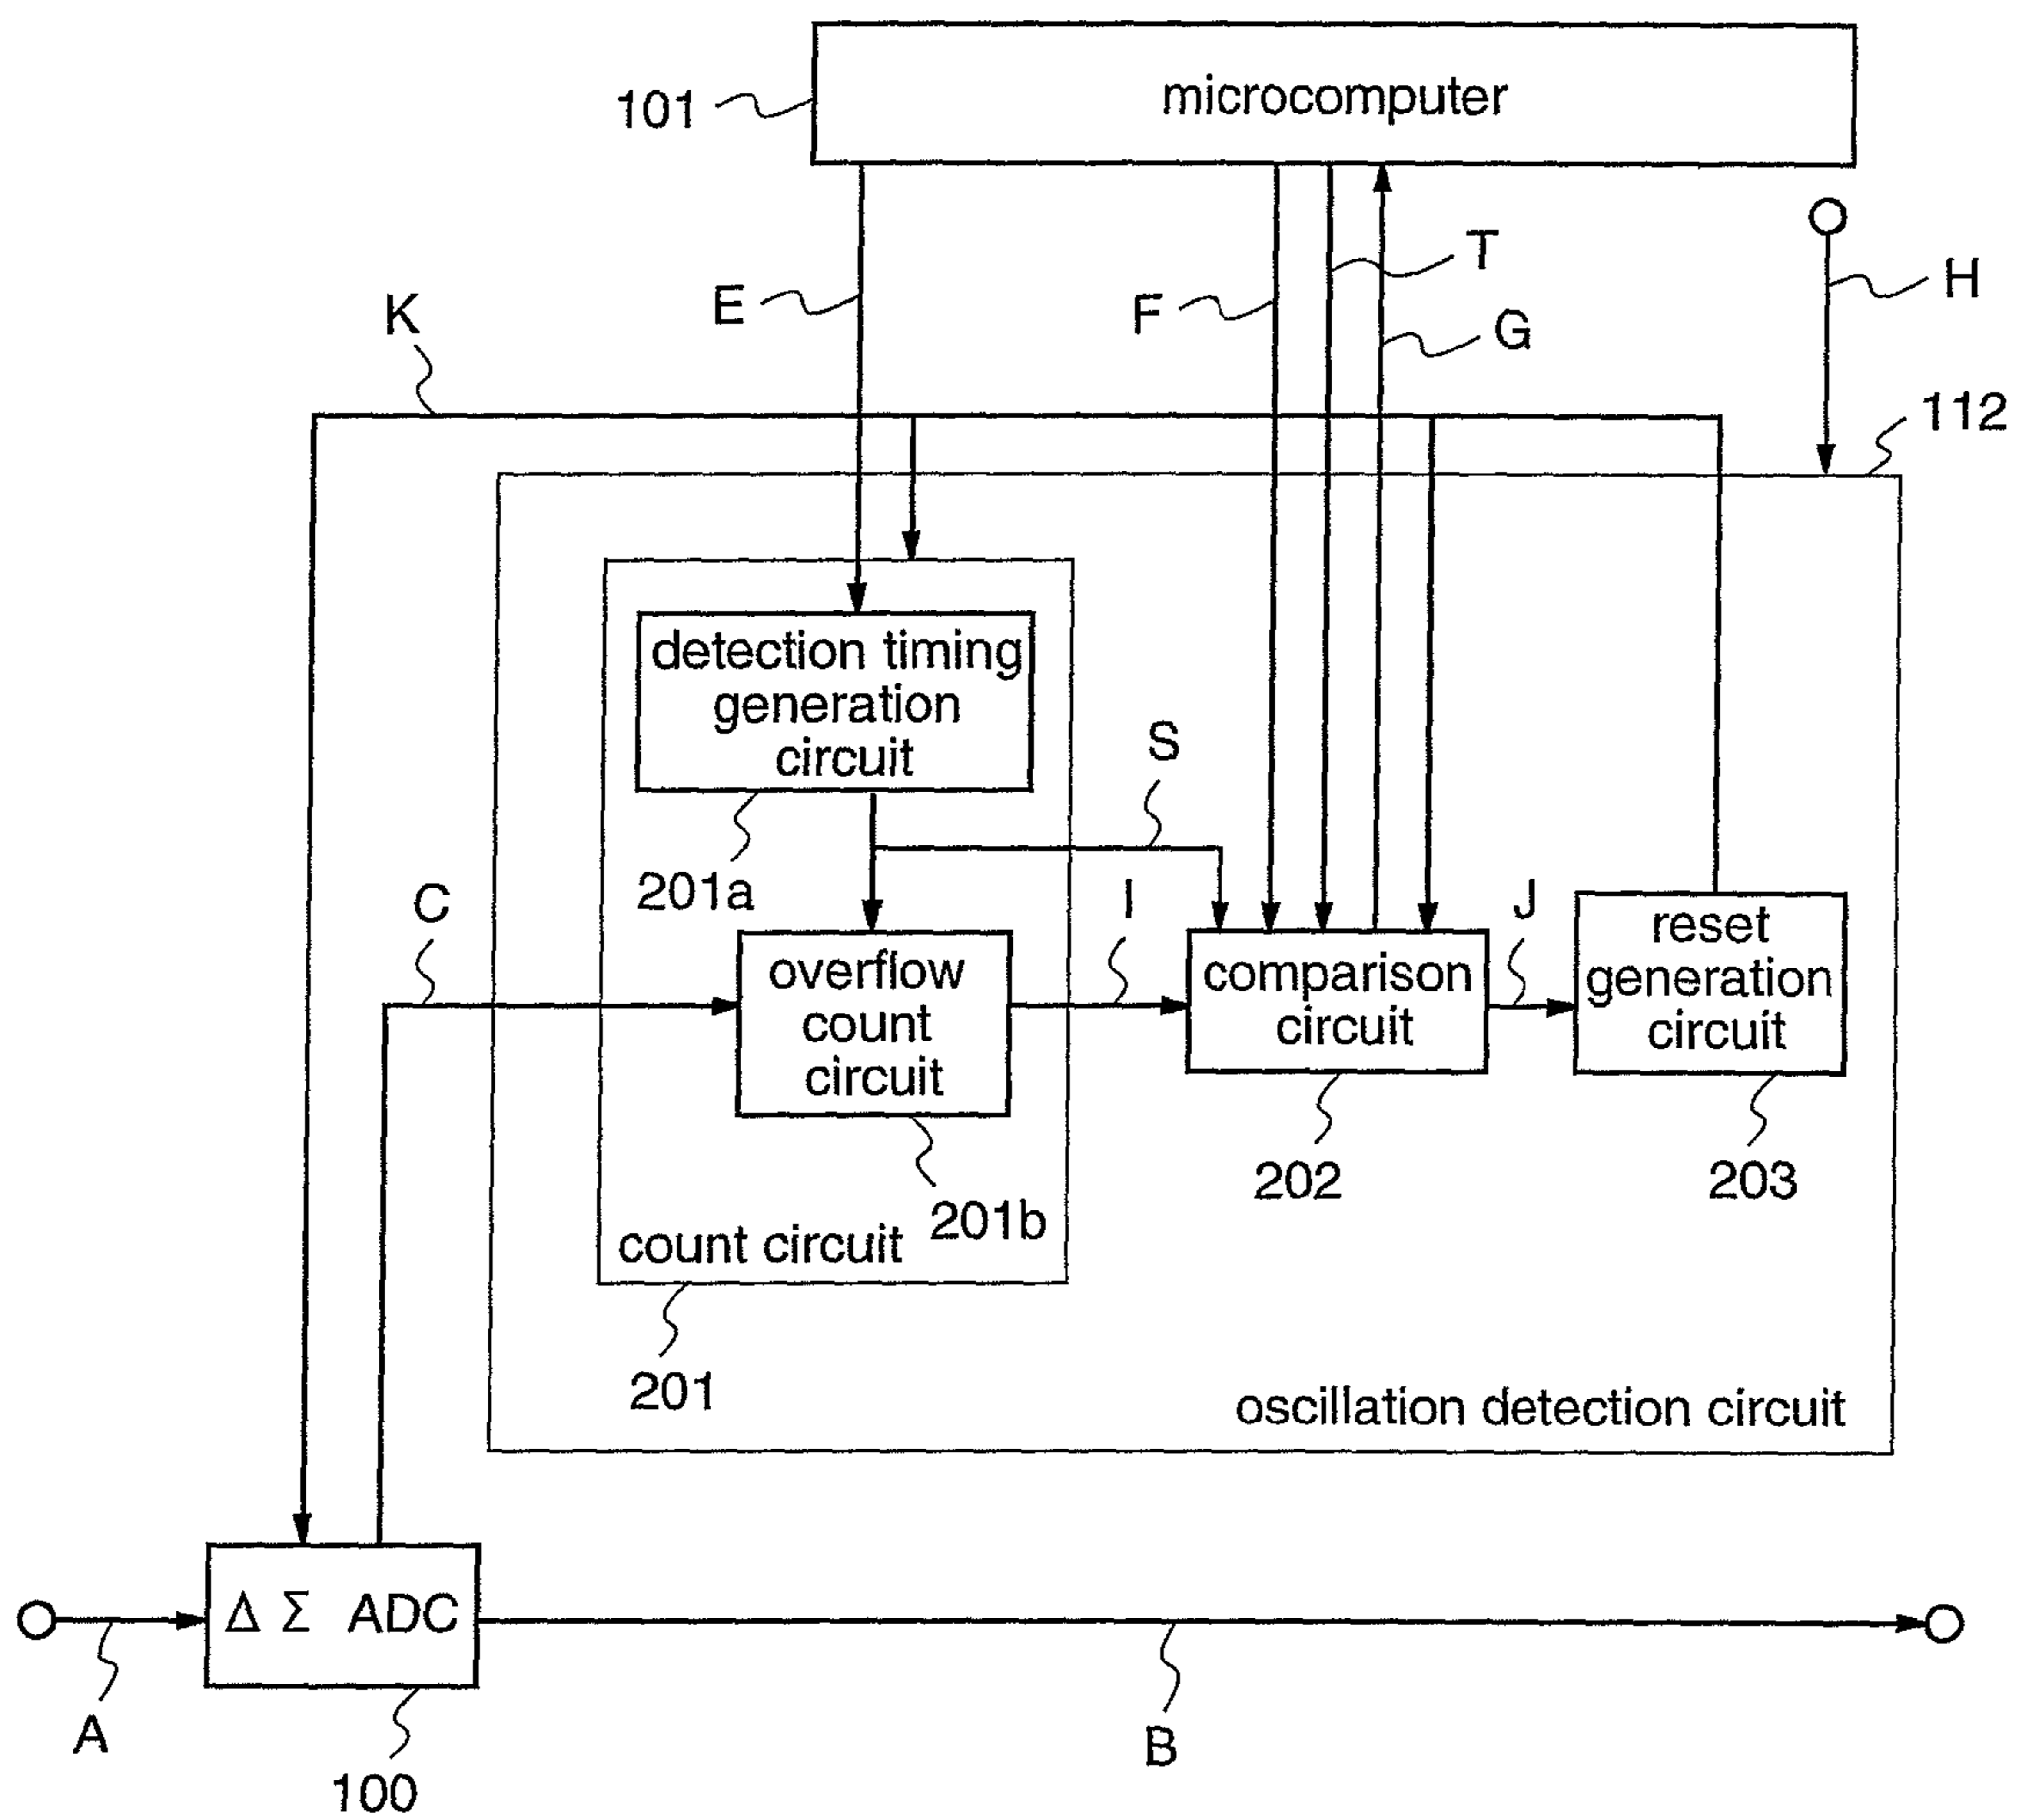 microcomputer
101
T
H
E
F
K
G
112
detection timing
generation
circuit
S
201a
C
I
J
overflow
count
circuit
comparison
circuit
reset
generation
circuit
202
203
201b
count circuit
201
oscillation detection circuit
Δ Σ ADC
A
B
100